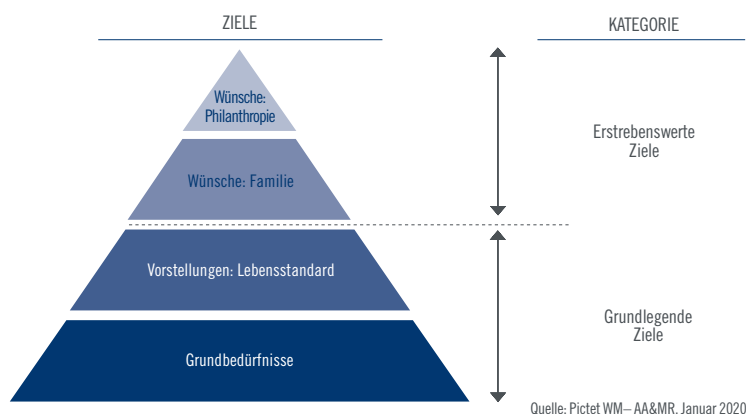 ZIELE
KATEGORIE
Wünsche:
Philanthropie
Wünsche: Familie
Erstrebenswerte
Ziele
Vorstellungen: Lebensstandard
Grundbedürfnisse
Grundlegende
Ziele
Quelle: Pictet WM– AA&MR, Januar 2020